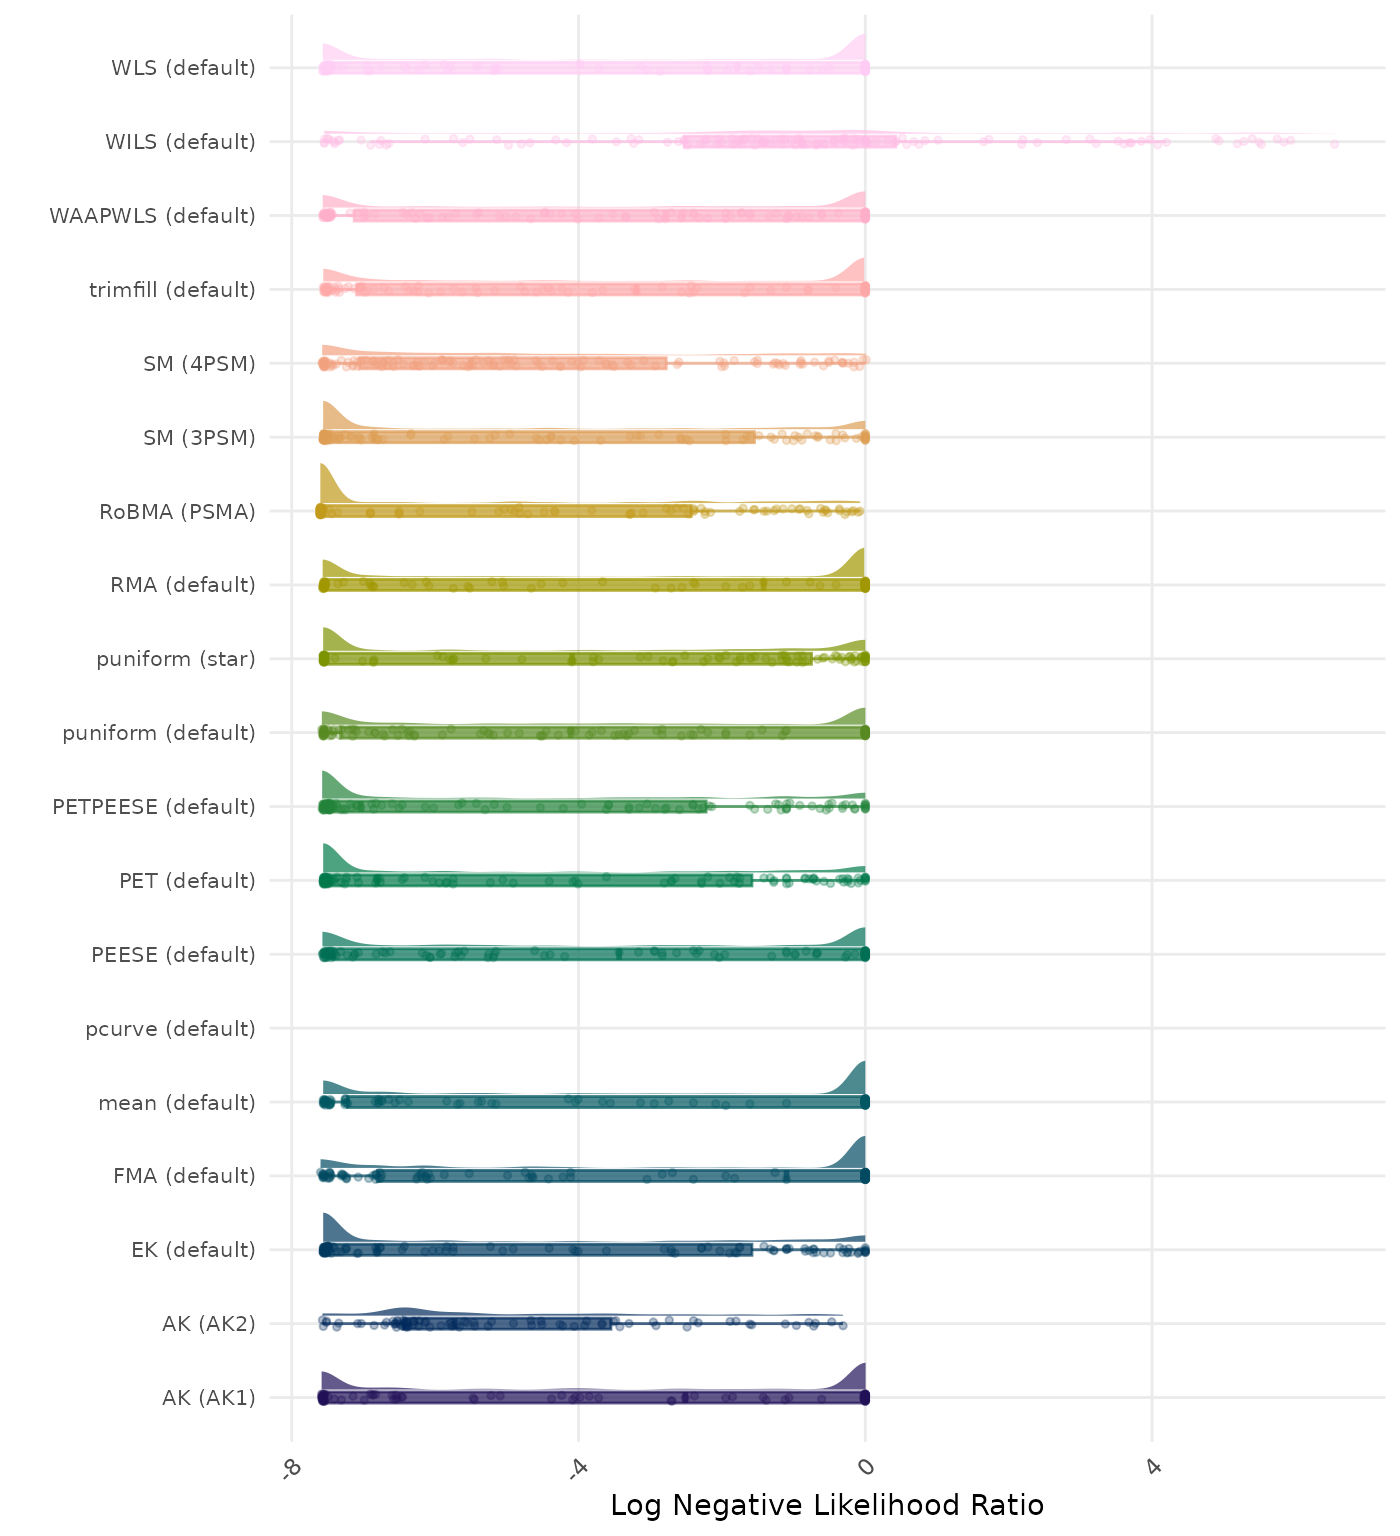 WLS (default)
WILS (default)
WAAPWLS (default)
trimfill (default)
SM (4PSM)
SM (3PSM)
RoBMA (PSMA)
RMA (default)
puniform (star)
puniform (default)
PETPEESE (default)
PET (default)
PEESE (default)
pcurve (default)
mean (default)
FMA (default)
EK (default)
AK (AK2)
AK (AK1)
-8 -4 0 4
Log Negative Likelihood Ratio